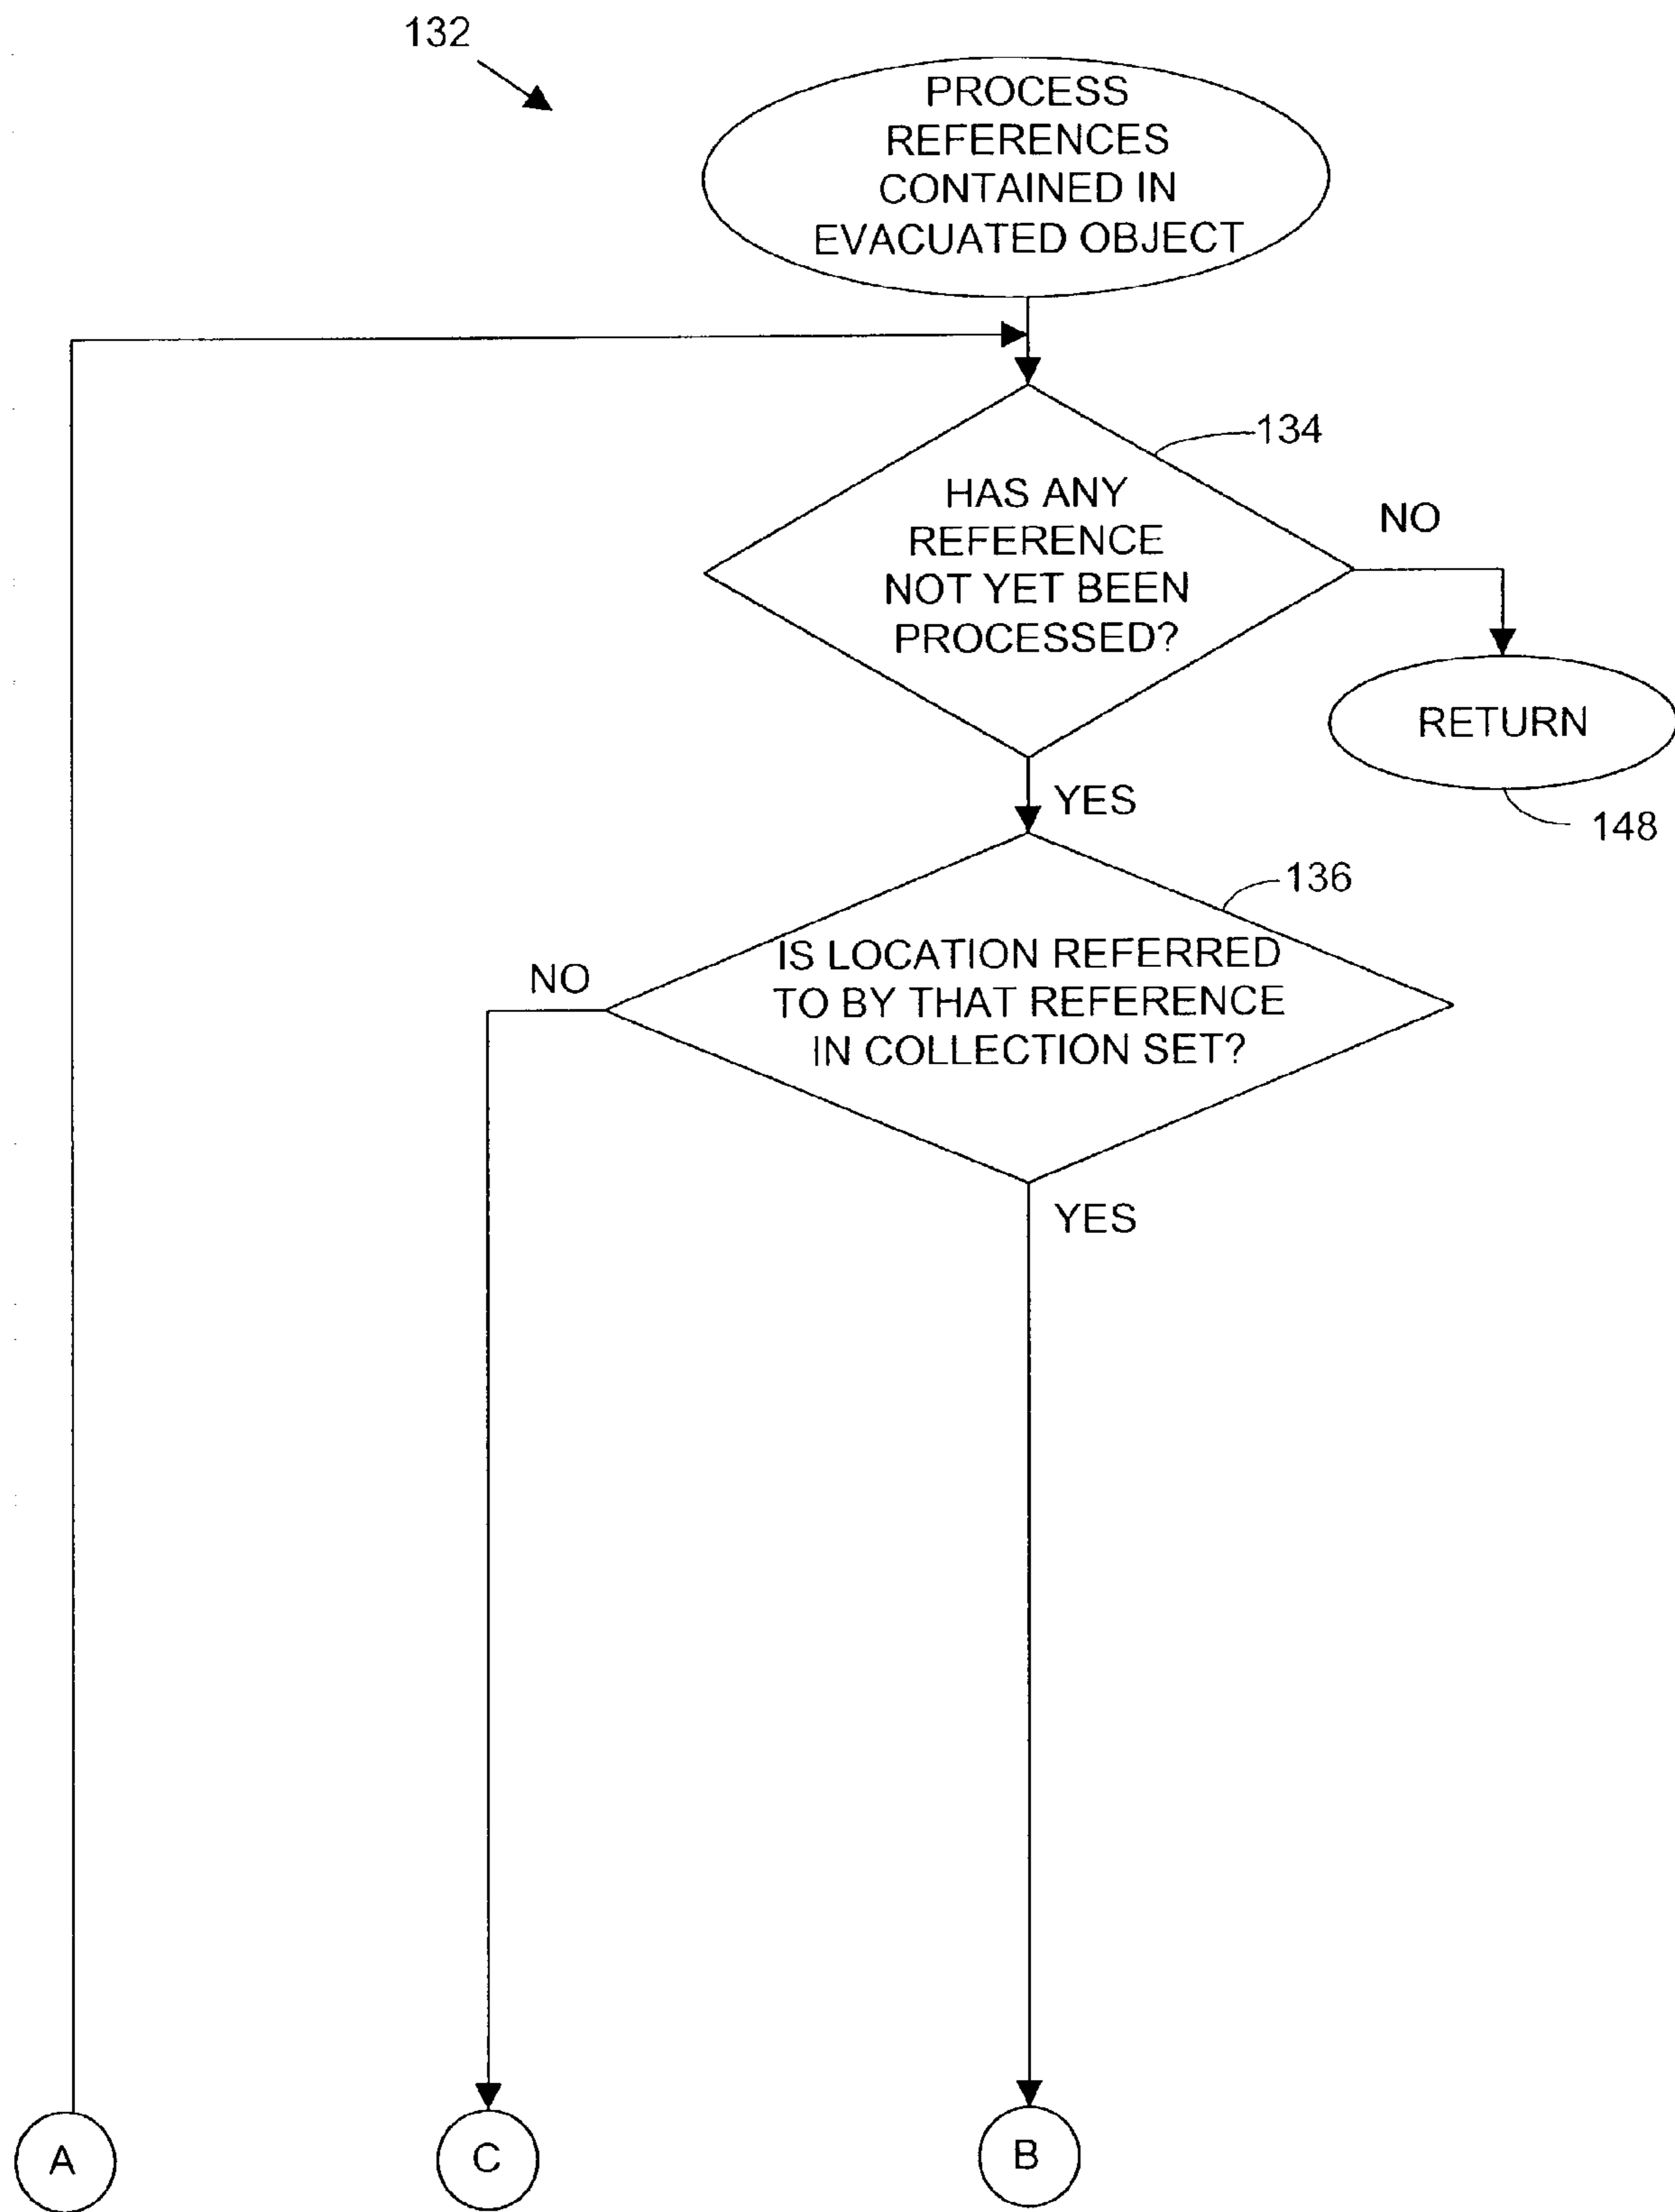 132
PROCESS
REFERENCES
CONTAINED IN
EVACUATED OBJECT
134
HAS ANY
REFERENCE
NOT YET BEEN
PROCESSED?
NO
RETURN
148
YES
136
IS LOCATION REFERRED
TO BY THAT REFERENCE
IN COLLECTION SET?
NO
YES
A
C
B